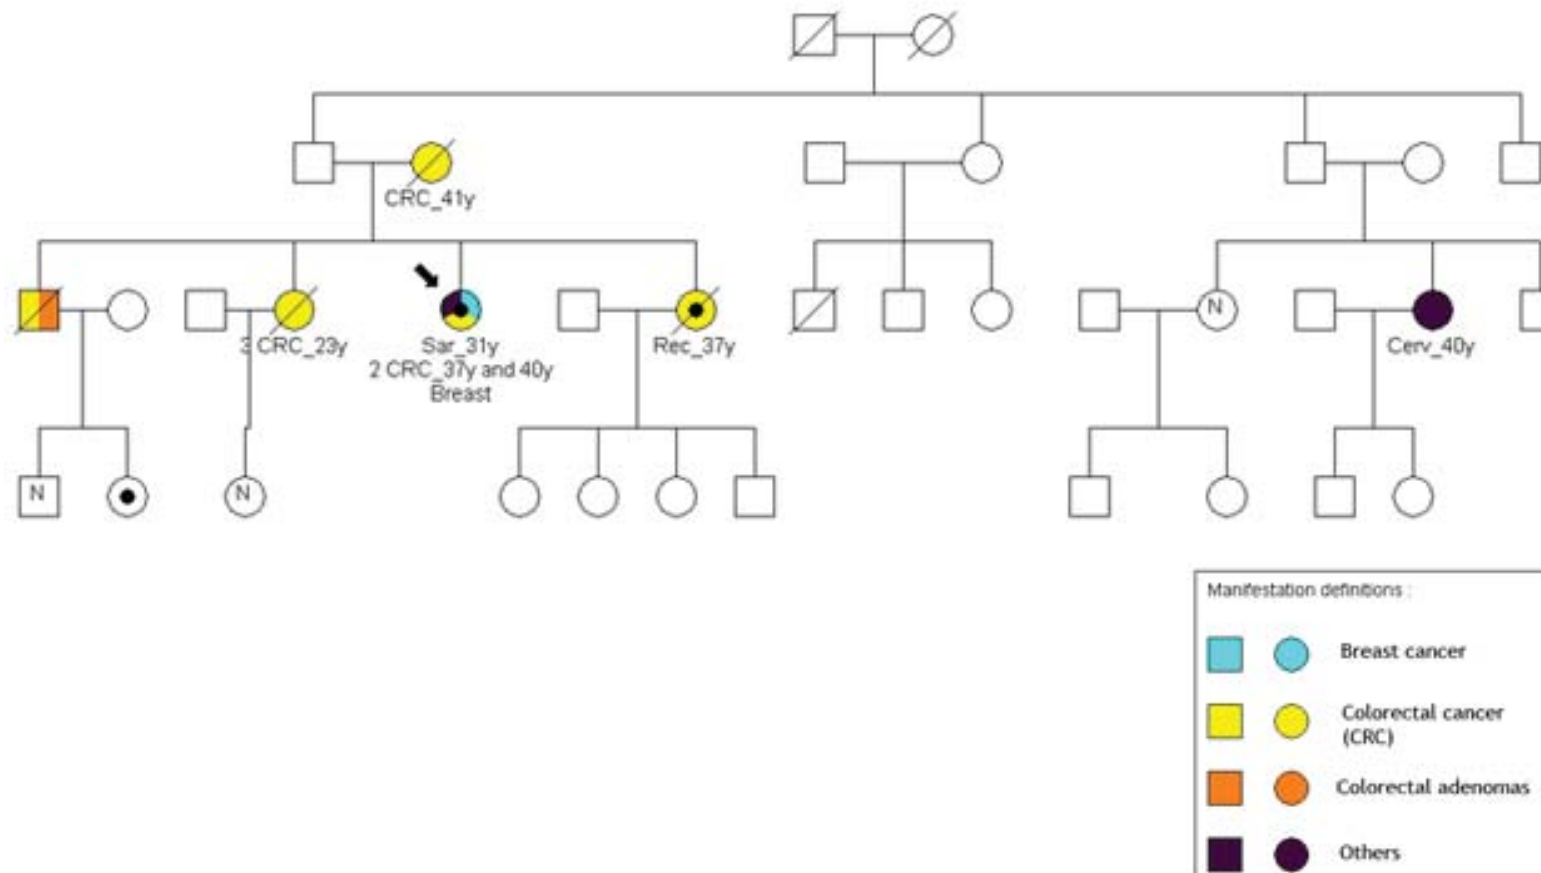 CRC_41y
3 CRC_23y
Sar_31y
2 CRC_37y and 40y
Breast
Rec_37y
N
Cerv_40y
N
N
Manifestation definitions :
Breast cancer
Colorectal cancer
(CRC)
Colorectal adenomas
Others